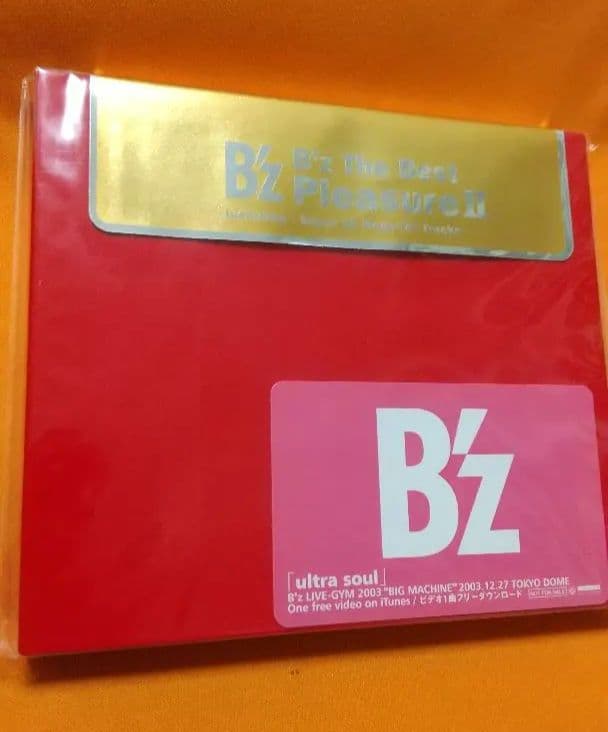 B'z B'z The Best
Pleasure II
B'z
「ultra soul」
B'z LIVE-GYM 2003 "BIG MACHINE" 2003.12.27 TOKYO DOME
One free video on iTunes / ビデオ1曲フリーダウンロード NOT FOR SALE